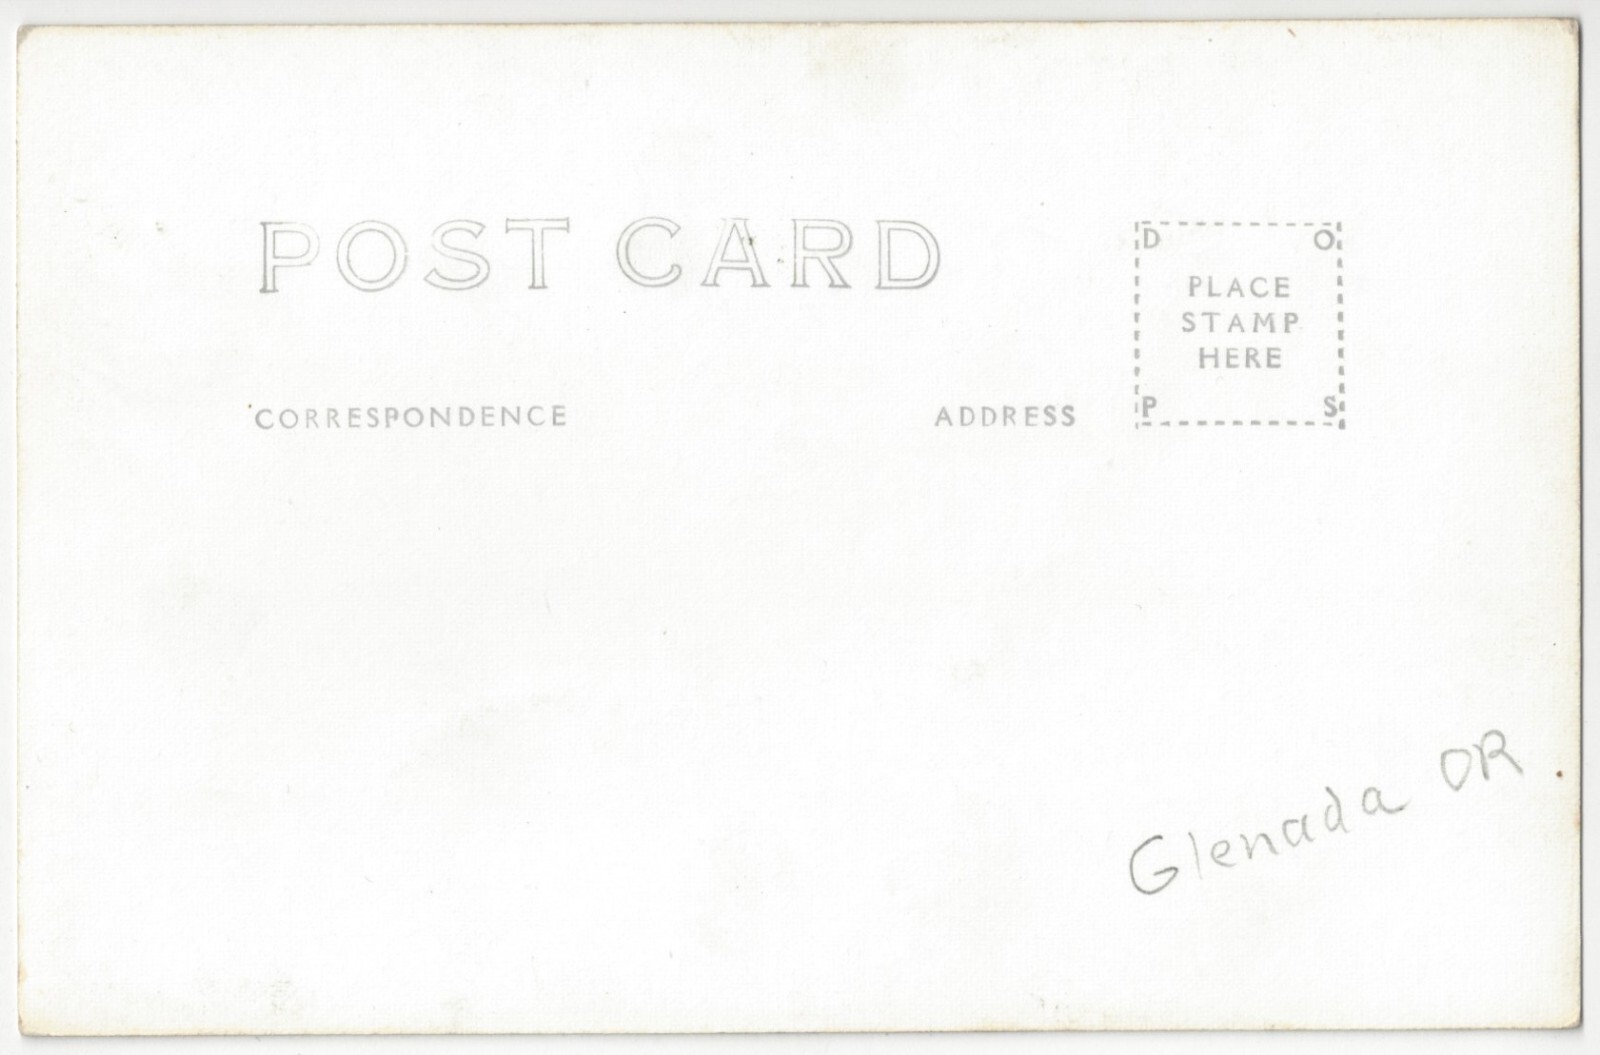 POST CARD
D O
PLACE
STAMP
HERE
P S
CORRESPONDENCE
ADDRESS
Glenada OR